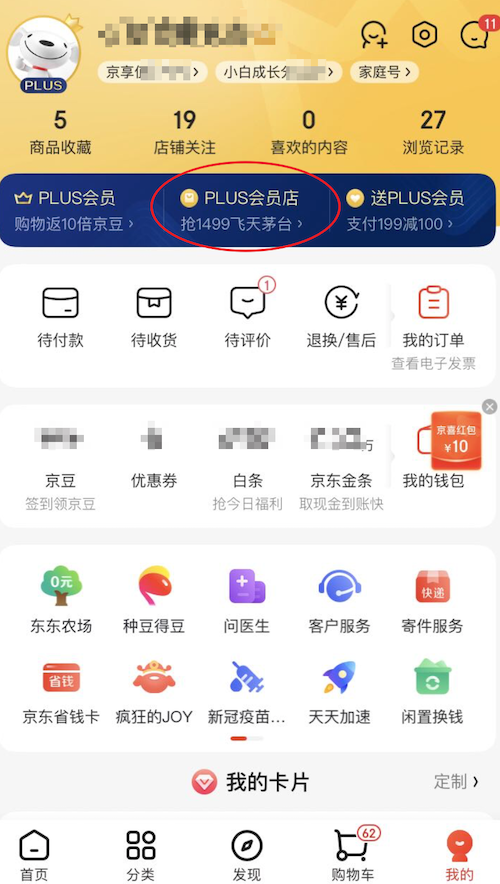 11
PLUS
京享
小白成长分
家庭号
5 19 0 27
商品收藏 店铺关注 喜欢的内容 浏览记录
PLUS会员 PLUS会员店 送PLUS会员
购物返10倍京豆 抢1499飞天茅台 支付199减100
1
待付款 待收货 待评价 退换/售后 我的订单
查看电子发票
京喜红包
¥10
万
京豆 优惠券 白条 京东金条 我的钱包
签到领京豆 抢今日福利 取现金到账快
0元
快递
东东农场 种豆得豆 问医生 客户服务 寄件服务
省钱
京东省钱卡 疯狂的JOY 新冠疫苗... 天天加速 闲置换钱
我的卡片 定制
62
首页 分类 发现 购物车 我的